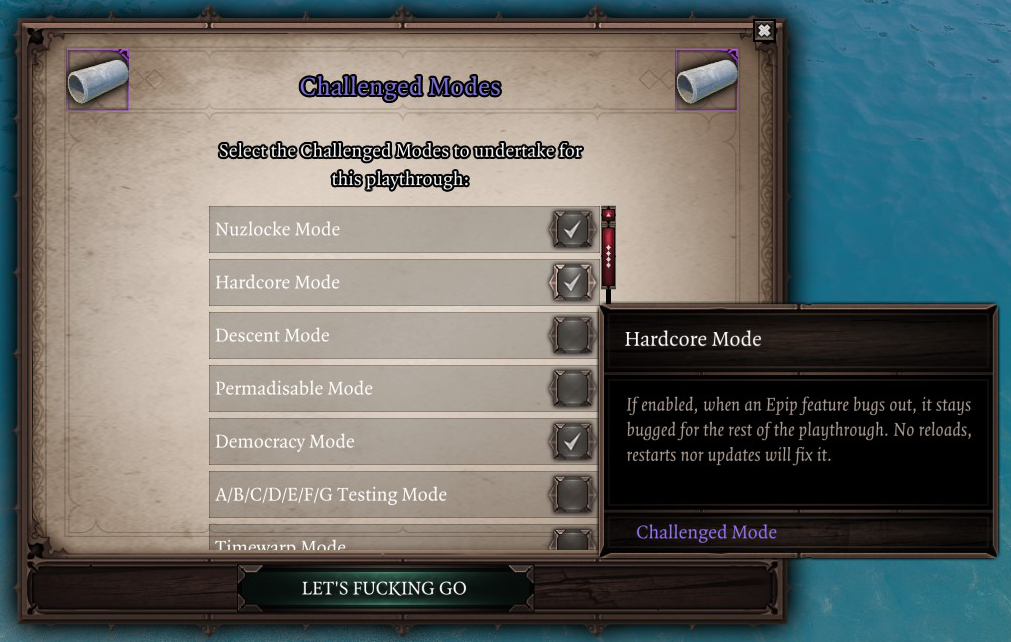 Challenged Modes
Select the Challenged Modes to undertake for
this playthrough:
Nuzlocke Mode
Hardcore Mode
Descent Mode
Permadisable Mode
Democracy Mode
A/B/C/D/E/F/G Testing Mode
Timewarp Mode
LET'S FUCKING GO
Hardcore Mode
If enabled, when an Epip feature bugs out, it stays
bugged for the rest of the playthrough. No reloads,
restarts nor updates will fix it.
Challenged Mode